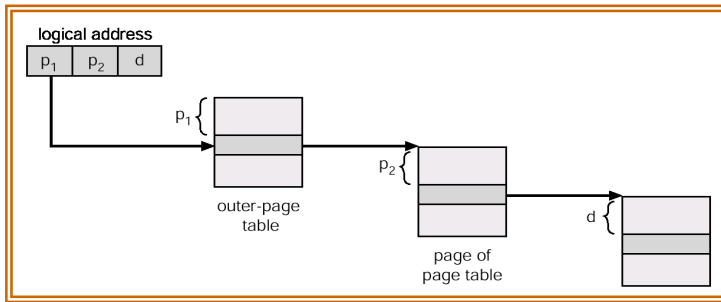 logical address
p₁ p₂ d
p₁
outer-page
table
p₂
page of
page table
d